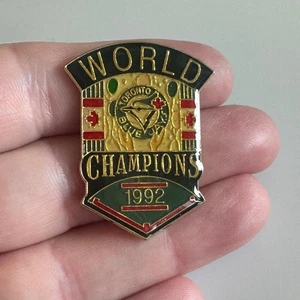 WORLD
TORONTO
BLUE JAYS
CHAMPIONS
1992